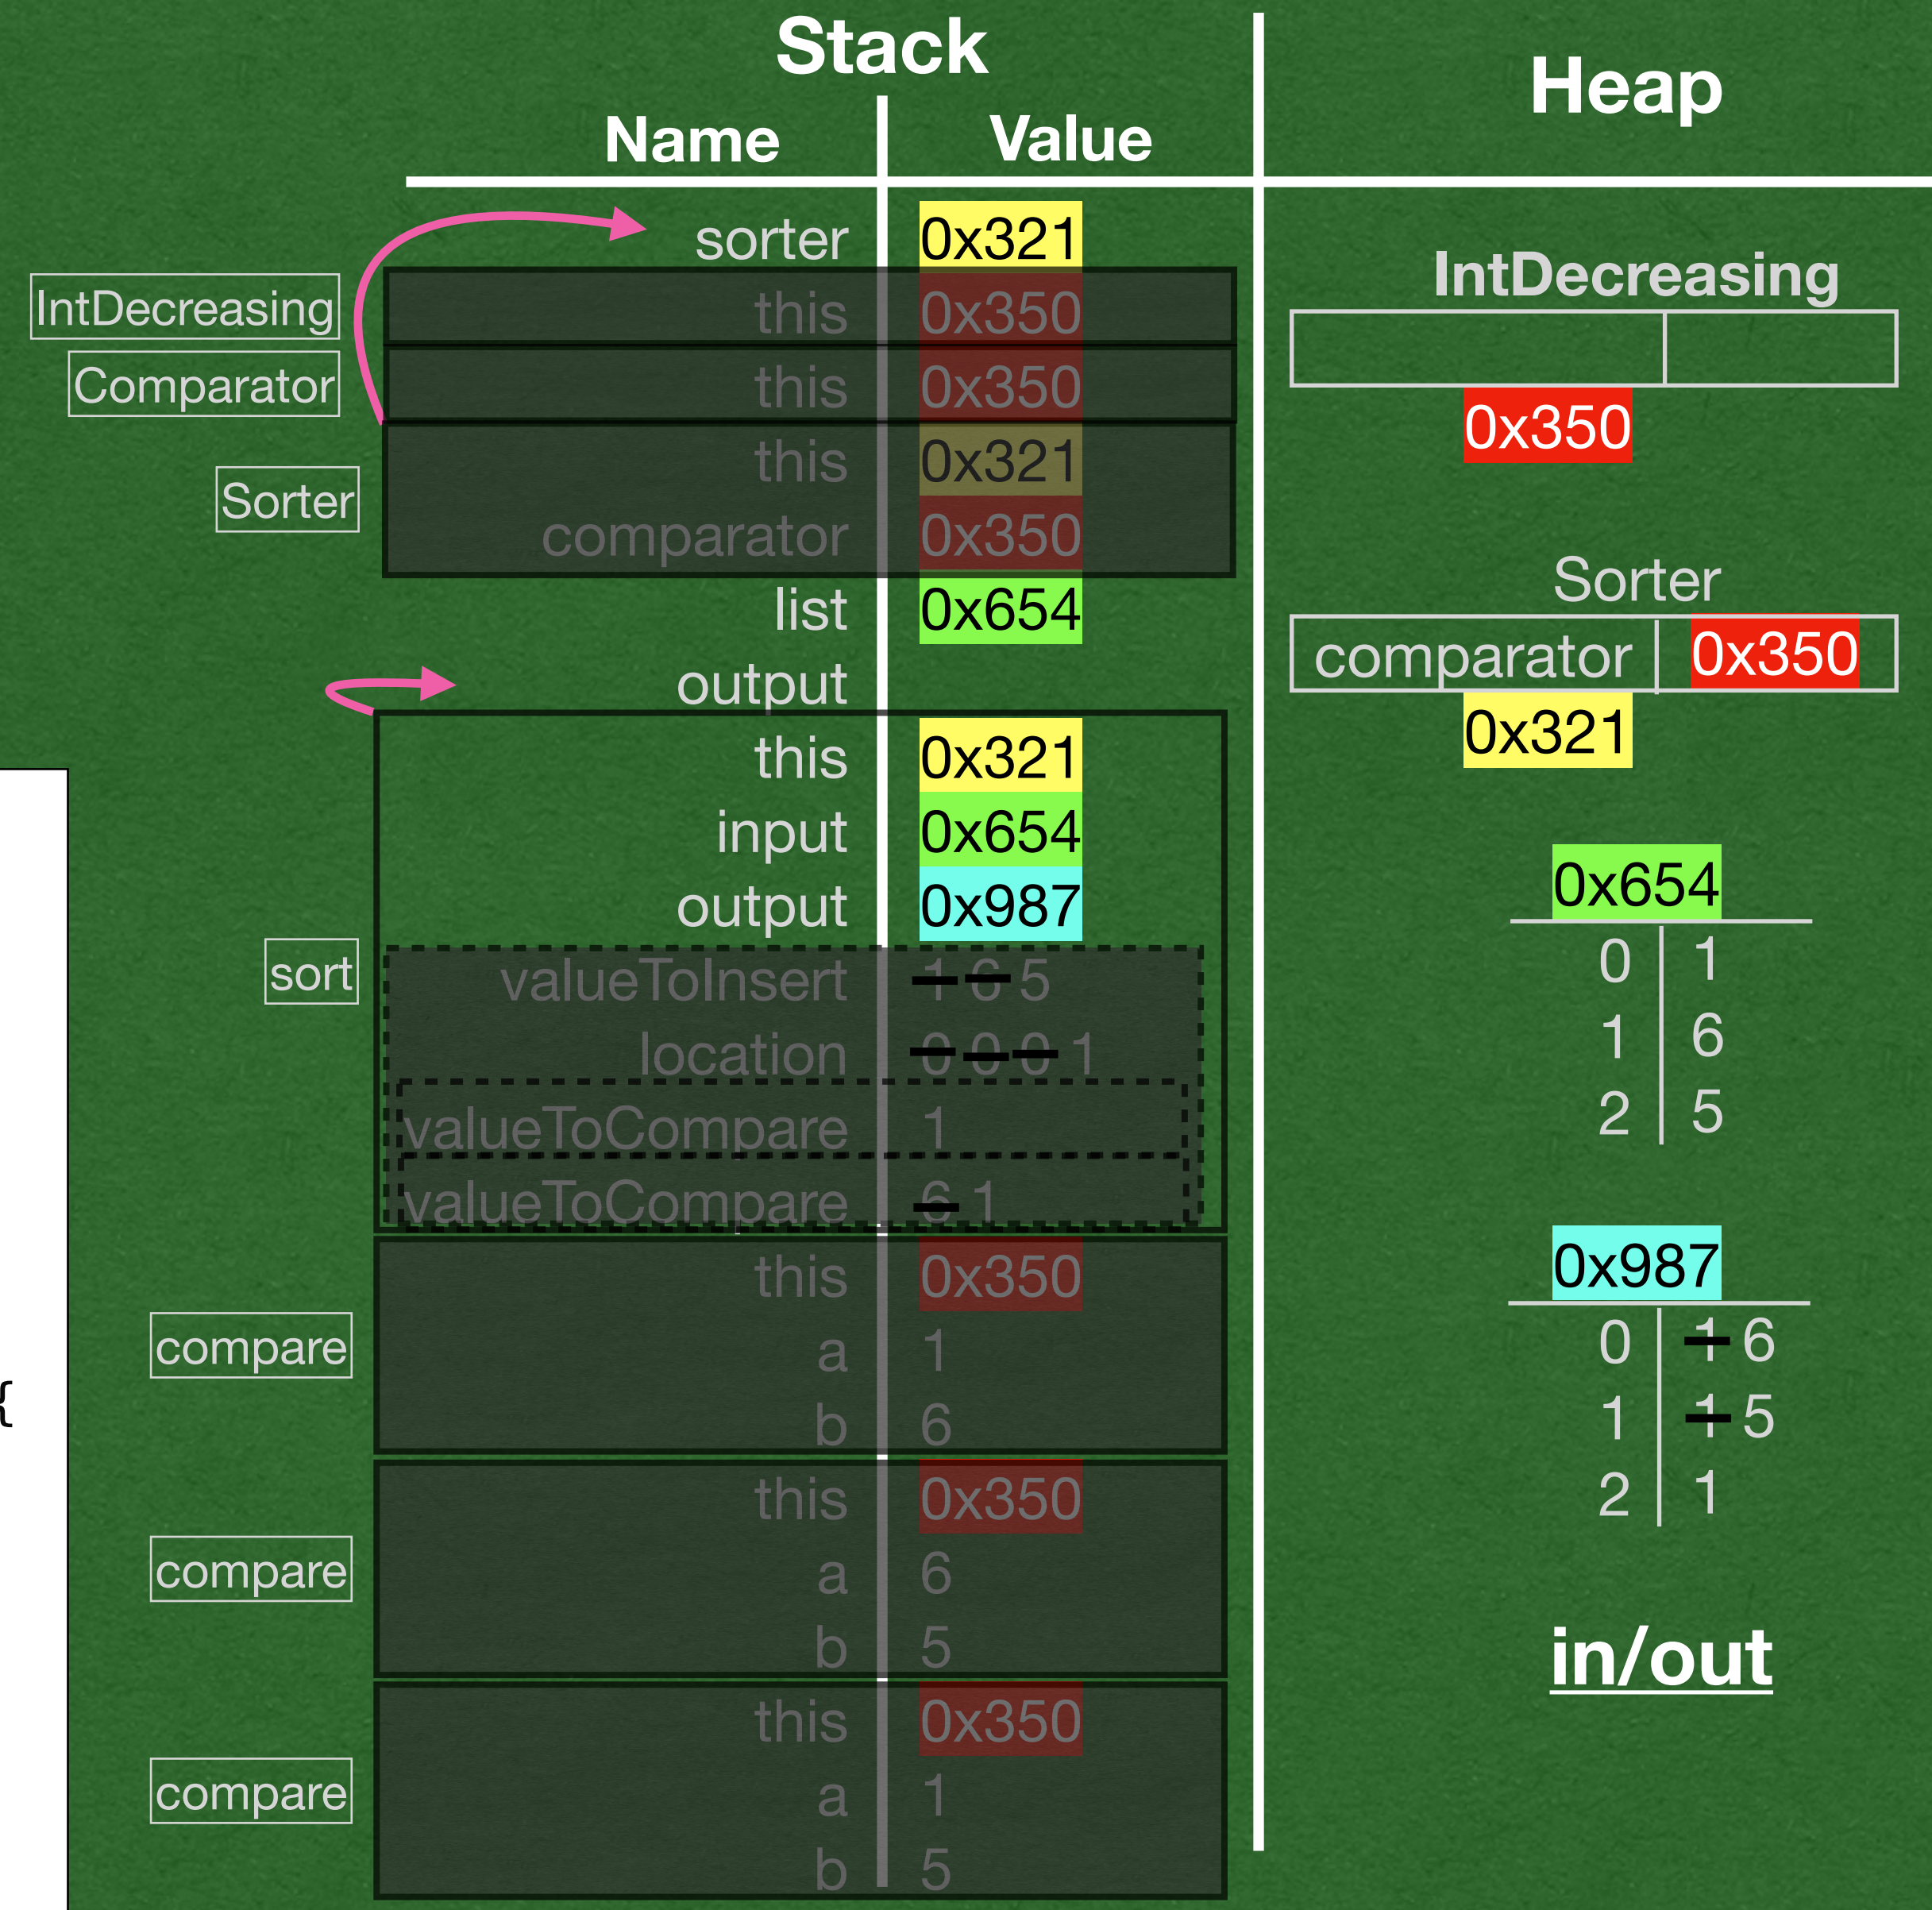 Stack
Heap
Name Value
sorter 0x321
IntDecreasing
IntDecreasing this 0x350
Comparator this 0x350
0x350
this 0x321
Sorter
comparator 0x350
Sorter
list 0x654
comparator 0x350
output
0x321
this 0x321
input 0x654
0x654
output 0x987
0 1
sort
valueToInsert 1 6 5
1 6
location 0 0 0 1
2 5
valueToCompare 1
valueToCompare 6 1
0x987
this 0x350
0 1 6
compare
a 1
{
1 1 5
b 6
2 1
this 0x350
compare
a 6
b 5
in/out
this 0x350
compare
a 1
b 5